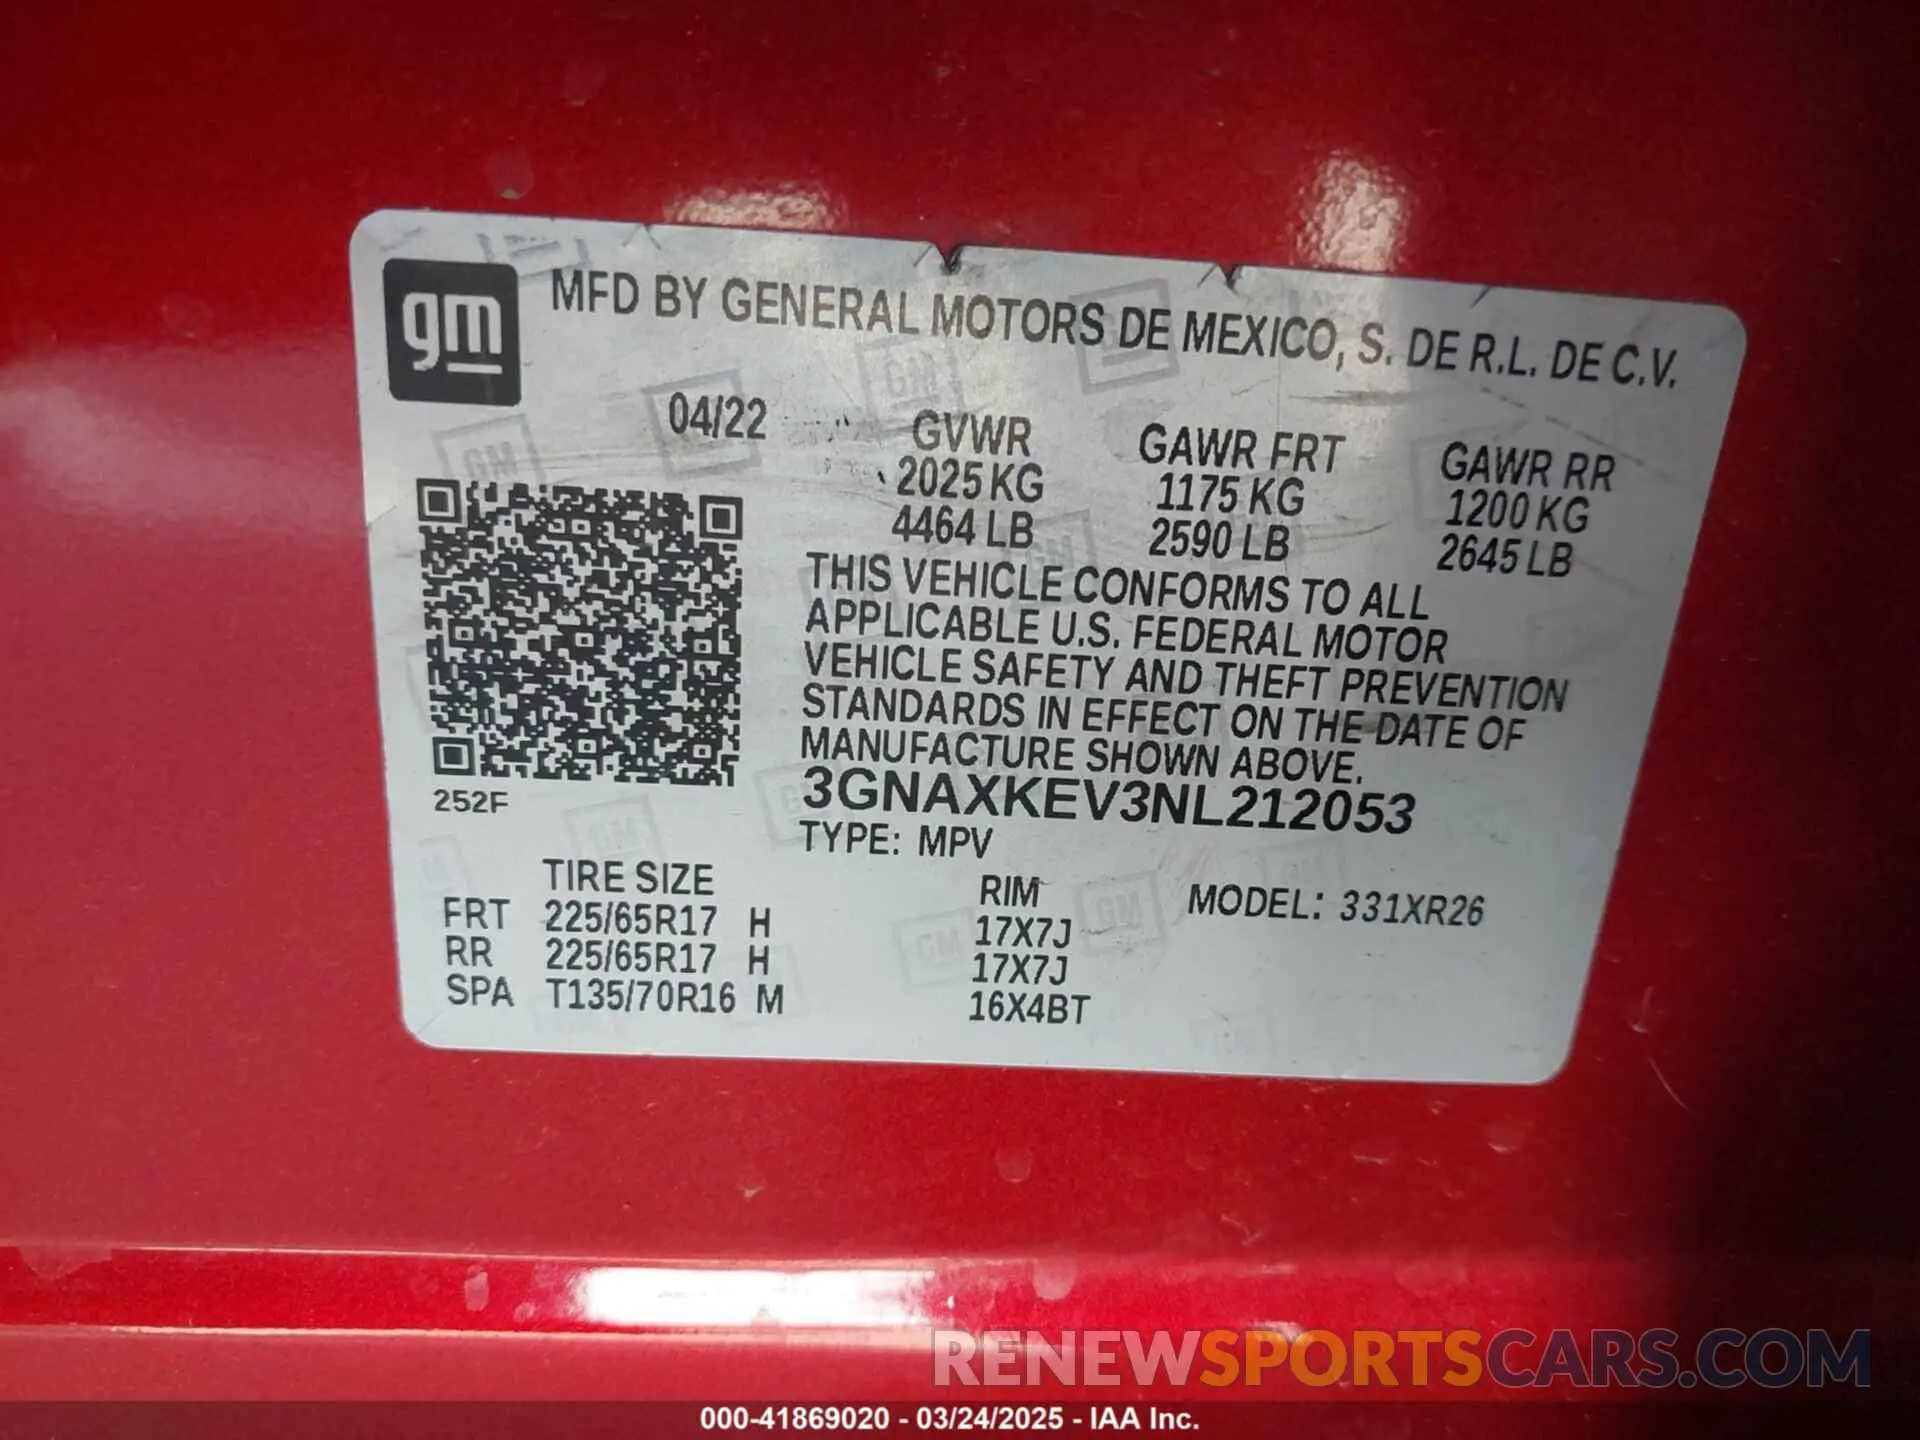 gm
MFD BY GENERAL MOTORS DE MEXICO, S. DE R.L. DE C.V.
04/22
GVWR GAWR FRT GAWR RR
2025 KG 1175 KG 1200 KG
4464 LB 2590 LB 2645 LB
THIS VEHICLE CONFORMS TO ALL
APPLICABLE U.S. FEDERAL MOTOR
VEHICLE SAFETY AND THEFT PREVENTION
STANDARDS IN EFFECT ON THE DATE OF
MANUFACTURE SHOWN ABOVE.
3GNAXKEV3NL212053
252F
TYPE: MPV
TIRE SIZE RIM MODEL: 331XR26
FRT 225/65R17 H 17X7J
RR 225/65R17 H 17X7J
SPA T135/70R16 M 16X4BT
RENEWSPORTSCARS.COM
000-41869020 - 03/24/2025 - IAA Inc.